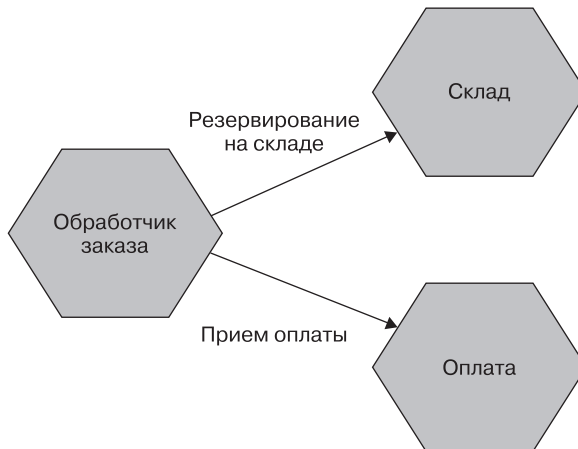 Склад
Резервирование
на складе
Обработчик
заказа
Прием оплаты
Оплата